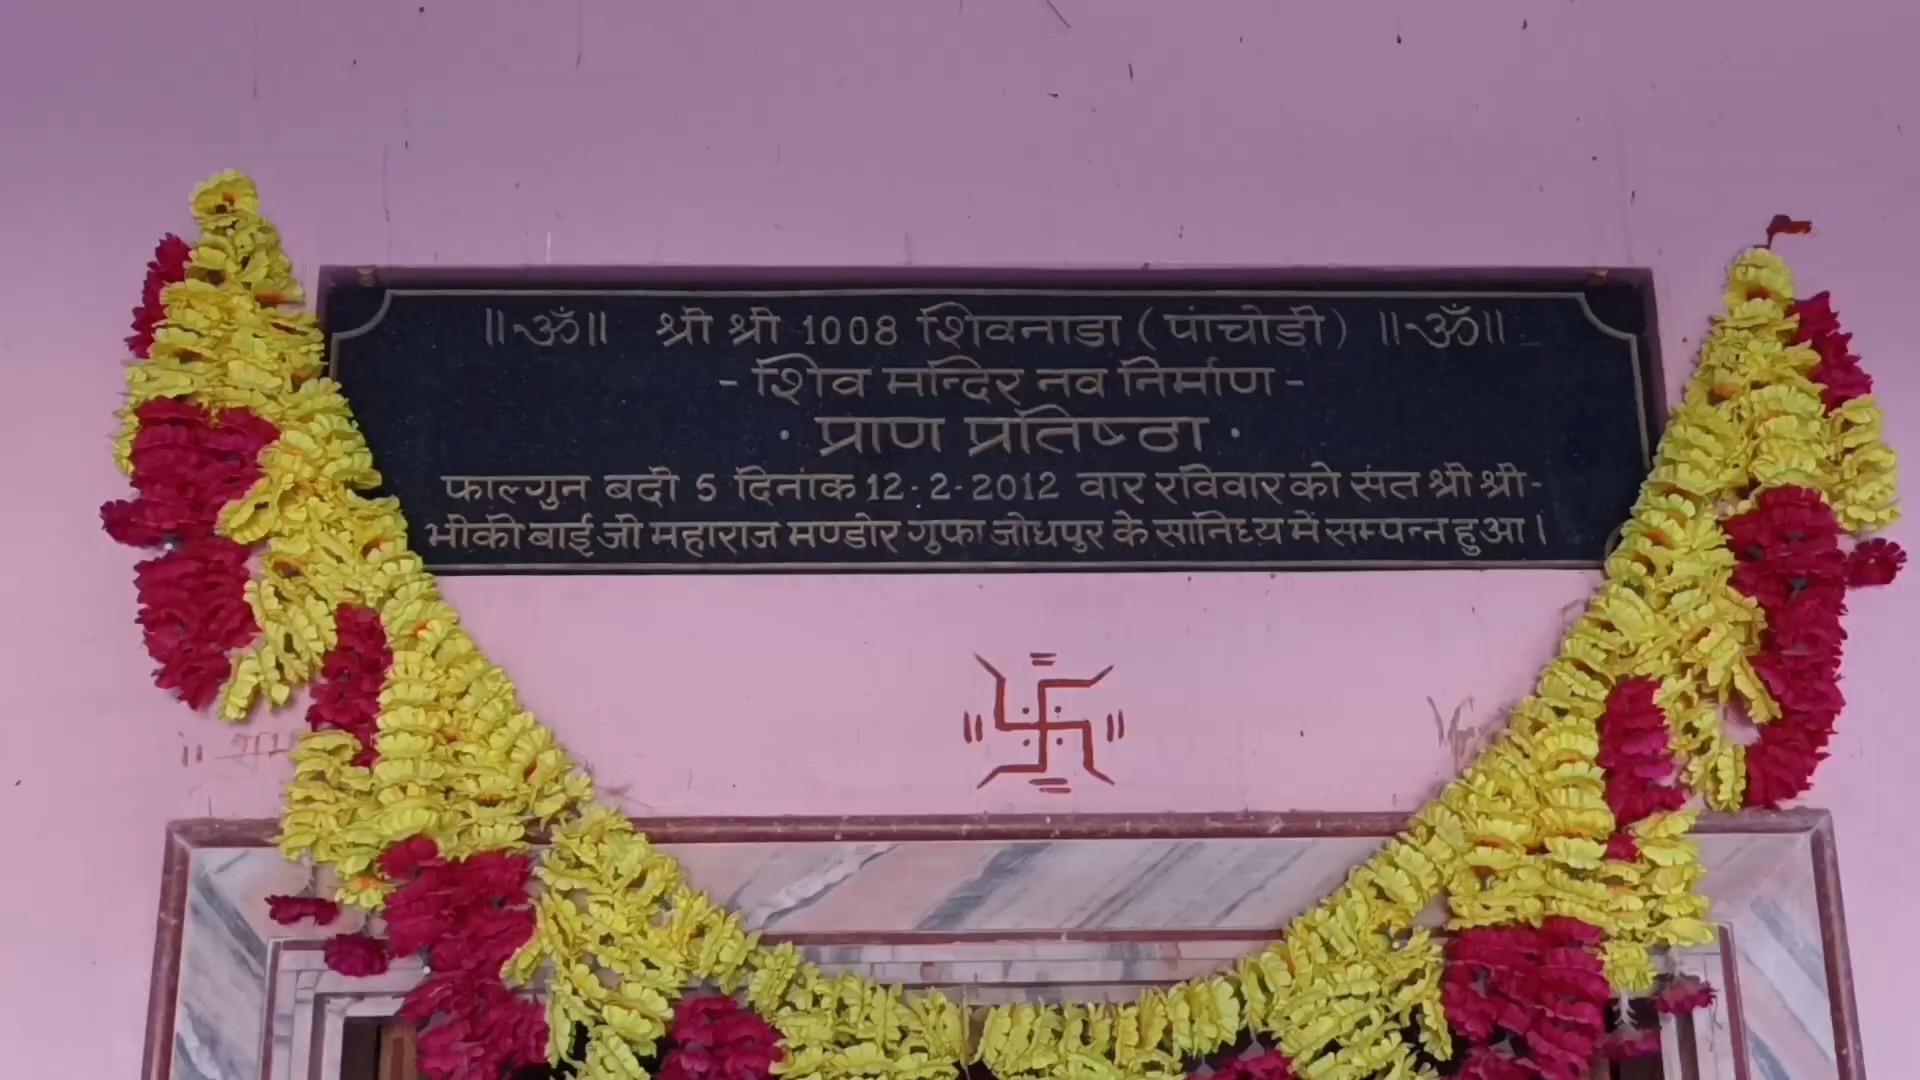 ॥ॐ॥ श्री श्री 1008 शिवनाडा (पांचोडी) ॥ॐ॥
- शिव मन्दिर नव निर्माण -
· प्राण प्रतिष्ठा ·
फाल्गुन बदी 5 दिनांक 12-2-2012 वार रविवार को संत श्री श्री-
भीकी बाई जी महाराज मण्डोर गुफा जोधपुर के सांनिध्य में सम्पन्न हुआ।